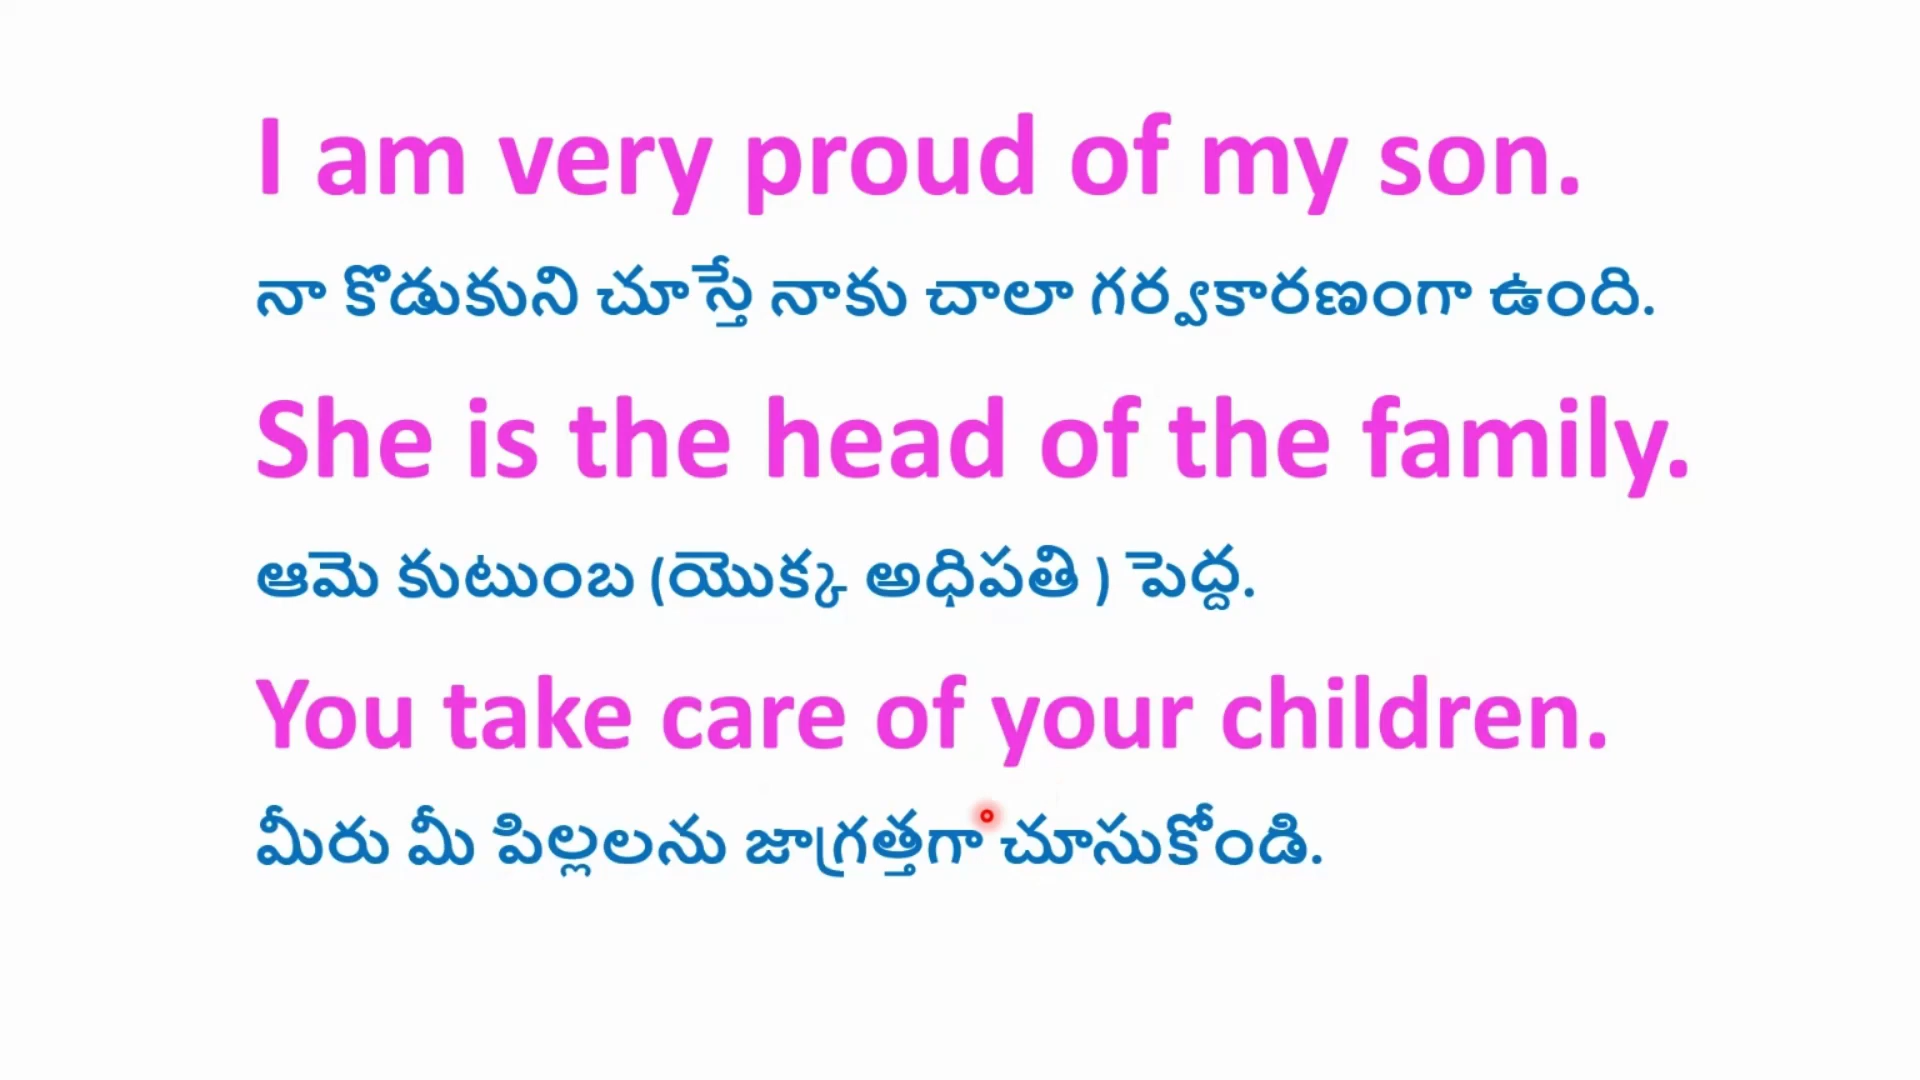 I am very proud of my son.
నా కొడుకుని చూస్తే నాకు చాలా గర్వకారణంగా ఉంది.
She is the head of the family.
ఆమె కుటుంబ (యొక్క అధిపతి ) పెద్ద.
You take care of your children.
మీరు మీ పిల్లలను జాగ్రత్తగా చూసుకోండి.